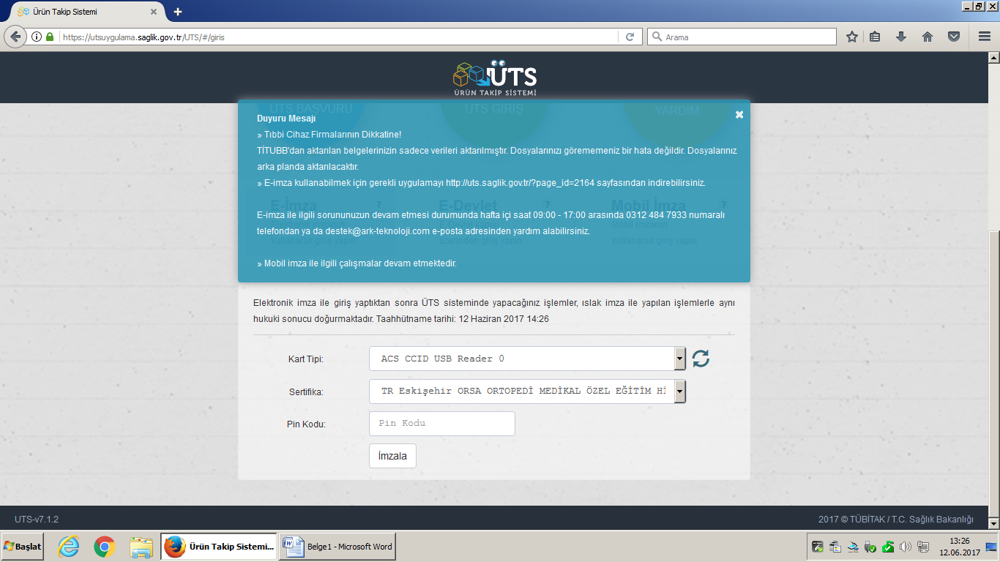 Ürün Takip Sistemi
https://utsuygulama.saglik.gov.tr/UTS/#/giris
Arama
ÜTS
ÜRÜN TAKİP SİSTEMİ
ÜTS BAŞVURU
ÜTS GİRİŞ
YARDIM
Duyuru Mesajı
» Tıbbi Cihaz Firmalarının Dikkatine!
TİTUBB'dan aktarılan belgelerinizin sadece verileri aktarılmıştır. Dosyalarınızı görememeniz bir hata değildir. Dosyalarınız
arka planda aktarılacaktır.
» E-imza kullanabilmek için gerekli uygulamayı http://uts.saglik.gov.tr/?page_id=2164 sayfasından indirebilirsiniz.
E-İmza ?
E-Devlet ?
Mobil İmza ?
E-imza ile ilgili sorununuzun devam etmesi durumunda hafta içi saat 09:00 - 17:00 arasında 0312 484 7933 numaralı
telefondan ya da destek@ark-teknoloji.com e-posta adresinden yardım alabilirsiniz.
kullanarak giriş yapın
üzerinden giriş yapın
kullanarak giriş yapın
» Mobil imza ile ilgili çalışmalar devam etmektedir.
Elektronik imza ile giriş yaptıktan sonra ÜTS sisteminde yapacağınız işlemler, ıslak imza ile yapılan işlemlerle aynı
hukuki sonucu doğurmaktadır. Taahhütname tarihi: 12 Haziran 2017 14:26
Kart Tipi:
ACS CCID USB Reader 0
Sertifika:
TR Eskişehir ORSA ORTOPEDİ MEDİKAL ÖZEL EĞİTİM Hİ
Pin Kodu:
Pin Kodu
İmzala
UTS-v7.1.2
2017 © TÜBİTAK / T.C. Sağlık Bakanlığı
Başlat
Ürün Takip Sistemi...
Belge1 - Microsoft Word
13:26
12.06.2017